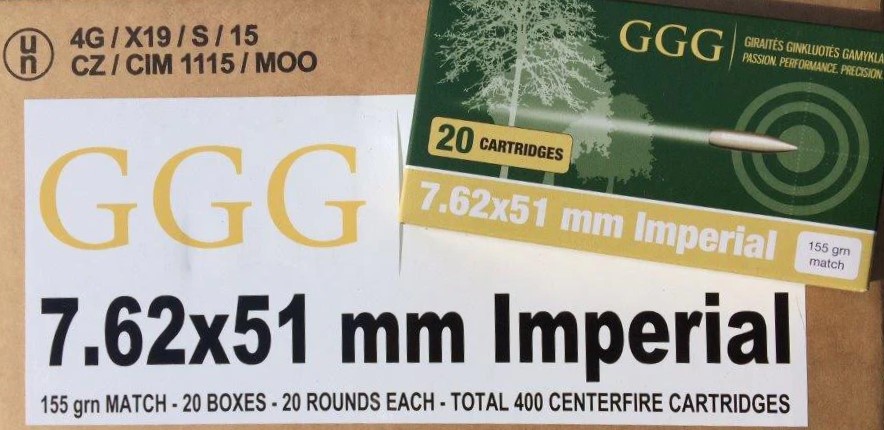 un
4G / X19 / S / 15
CZ / CIM 1115 / MOO
GGG
7.62x51 mm Imperial
155 grn MATCH - 20 BOXES - 20 ROUNDS EACH - TOTAL 400 CENTERFIRE CARTRIDGES
GGG
GIRAITĖS GINKLUOTĖS GAMYKLA
PASSION. PERFORMANCE. PRECISION.
20 CARTRIDGES
7.62x51 mm Imperial
155 grn
match